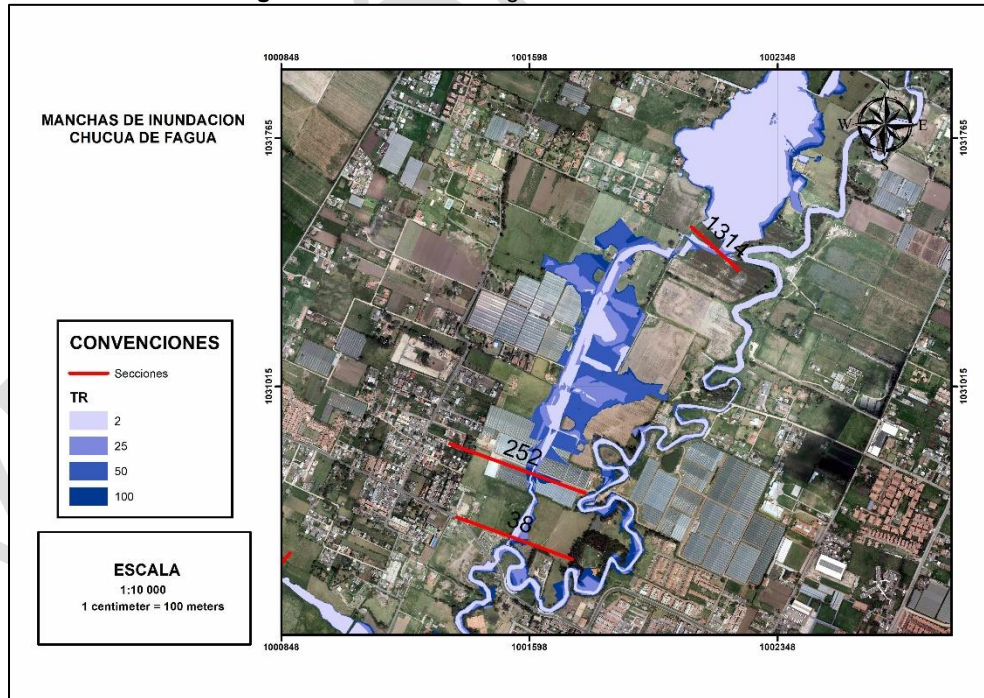 MANCHAS DE INUNDACION
CHUCUA DE FAGUA
CONVENCIONES
Secciones
TR
2
25
50
100
ESCALA
1:10 000
1 centimeter = 100 meters
1000848
1001598
1002348
1031765
1031765
1031015
1031015
N
W
E
S
1314
252
38
1000848
1001598
1002348